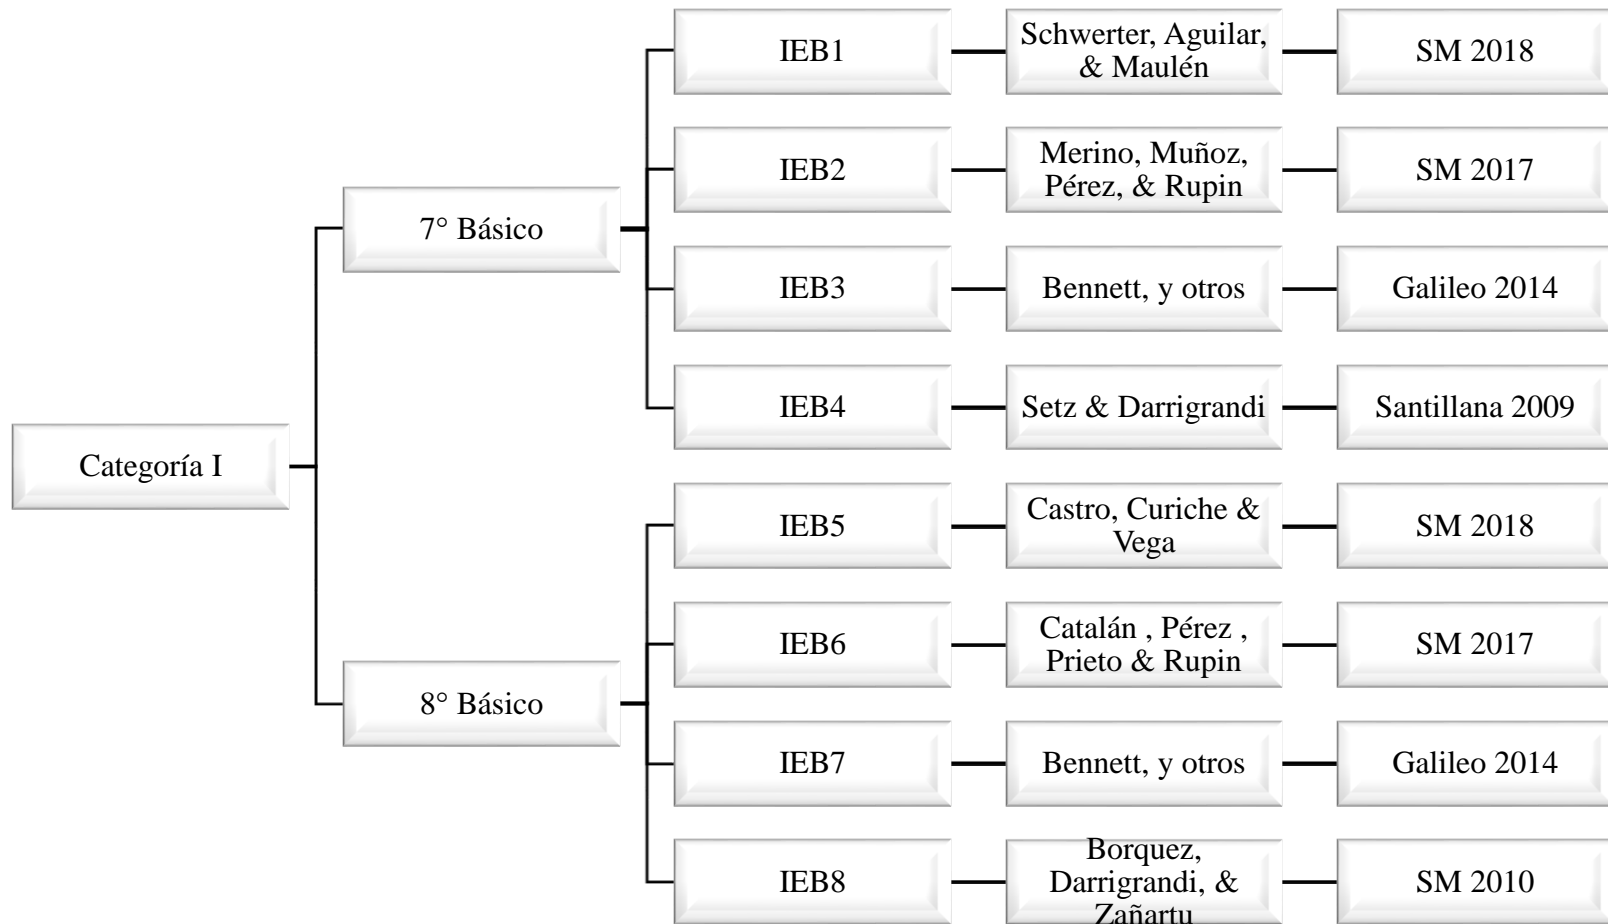 IEB1
Schwerter, Aguilar,
& Maulén
SM 2018
IEB2
Merino, Muñoz,
Pérez, & Rupin
SM 2017
7° Básico
IEB3
Bennett, y otros
Galileo 2014
IEB4
Setz & Darrigrandi
Santillana 2009
Categoría I
IEB5
Castro, Curiche &
Vega
SM 2018
IEB6
Catalán , Pérez ,
Prieto & Rupin
SM 2017
8° Básico
IEB7
Bennett, y otros
Galileo 2014
IEB8
Borquez,
Darrigrandi, &
Zañartu
SM 2010